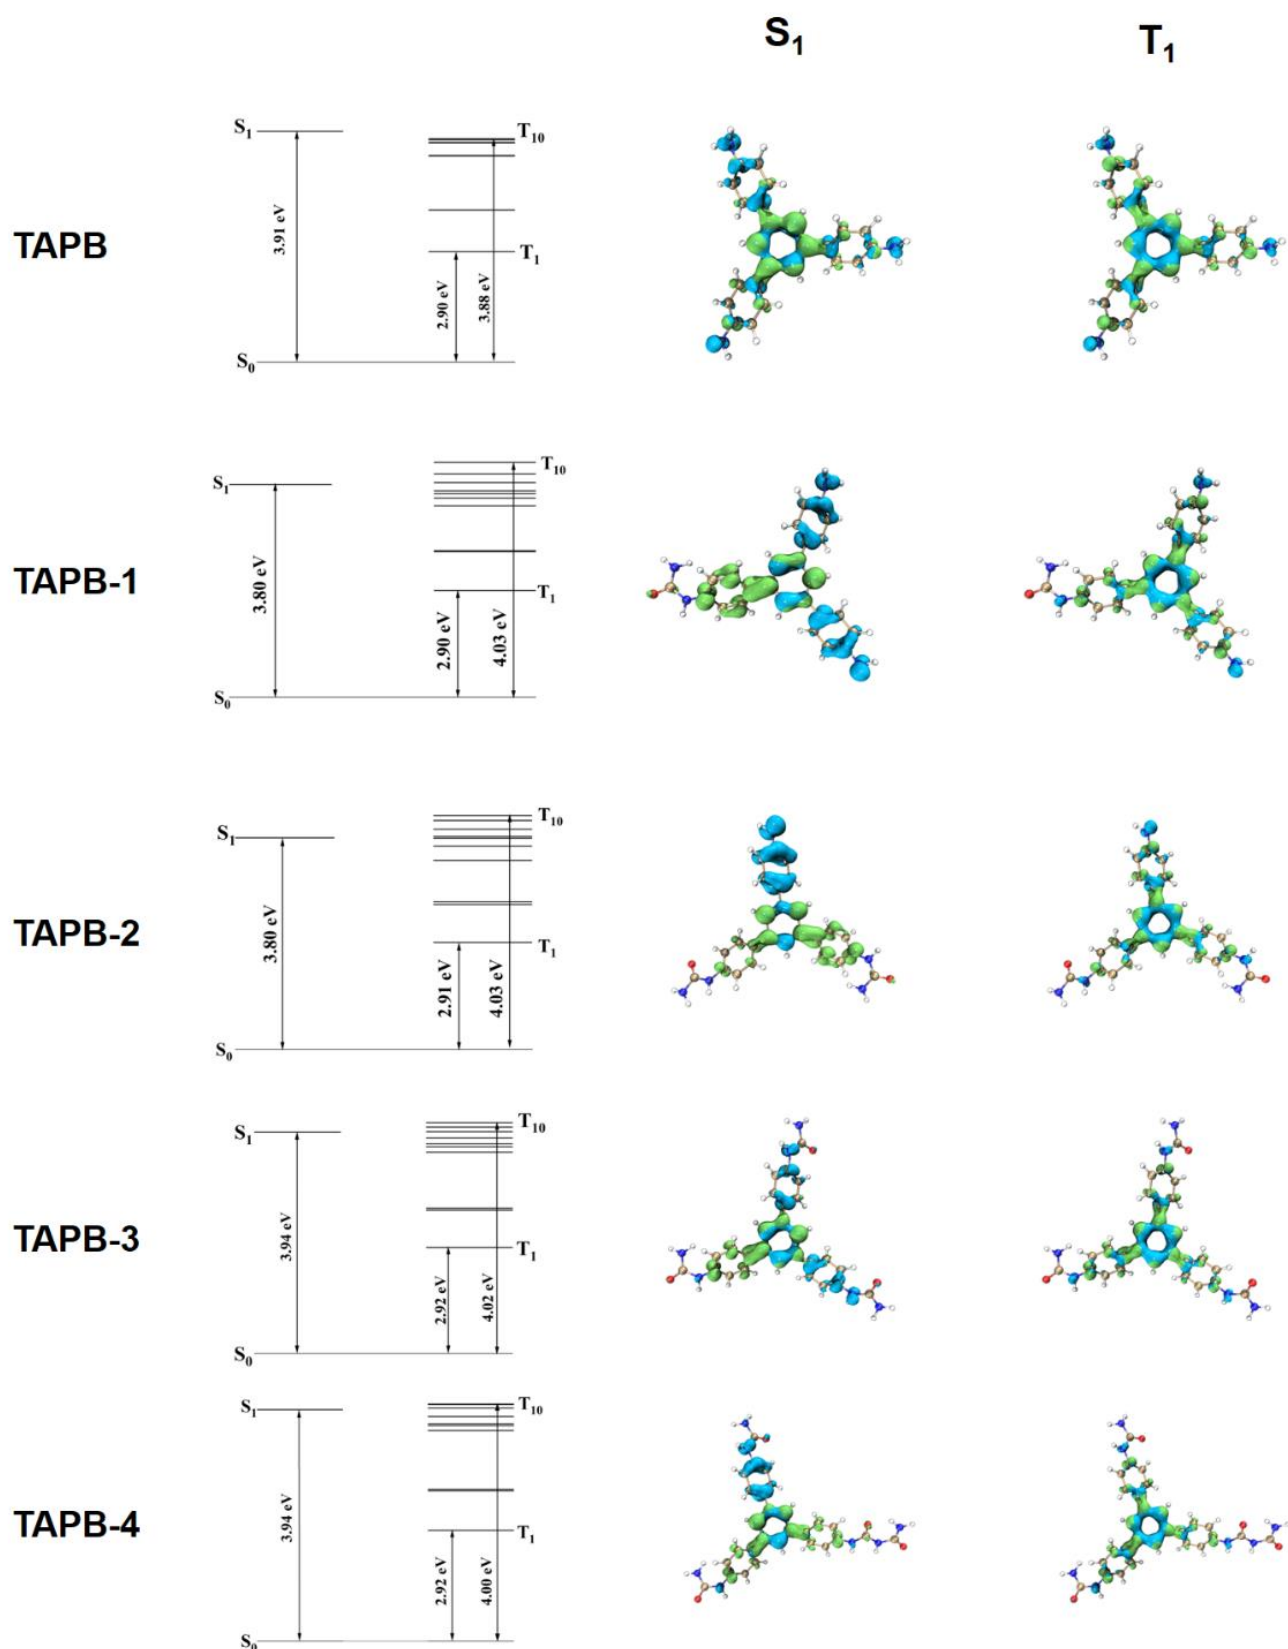 S₁ T₁
TAPB
S₁
T₁₀
3.91 eV
T₁
2.90 eV
3.88 eV
S₀
TAPB-1
S₁
T₁₀
3.80 eV
T₁
2.90 eV
4.03 eV
S₀
TAPB-2
S₁
T₁₀
3.80 eV
T₁
2.91 eV
4.03 eV
S₀
TAPB-3
S₁
T₁₀
3.94 eV
T₁
2.92 eV
4.02 eV
S₀
TAPB-4
S₁
T₁₀
3.94 eV
T₁
2.92 eV
4.00 eV
S₀